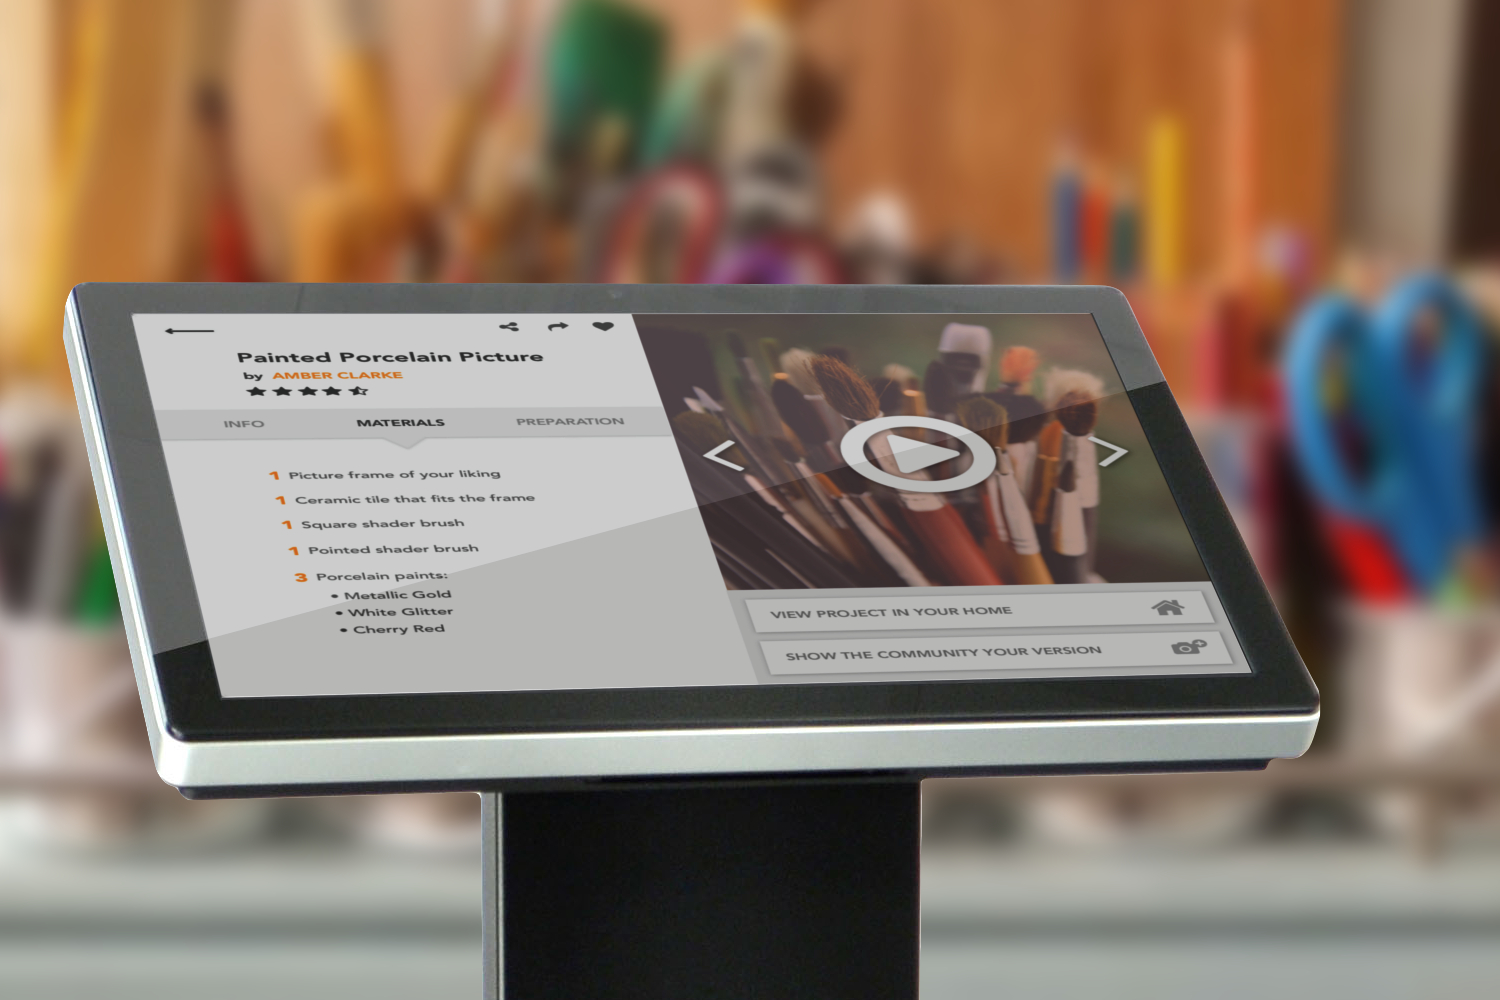 Painted Porcelain Picture
by AMBER CLARKE
INFO MATERIALS PREPARATION
1 Picture frame of your liking
1 Ceramic tile that fits the frame
1 Square shader brush
1 Pointed shader brush
3 Porcelain paints:
• Metallic Gold
• White Glitter
• Cherry Red
VIEW PROJECT IN YOUR HOME
SHOW THE COMMUNITY YOUR VERSION